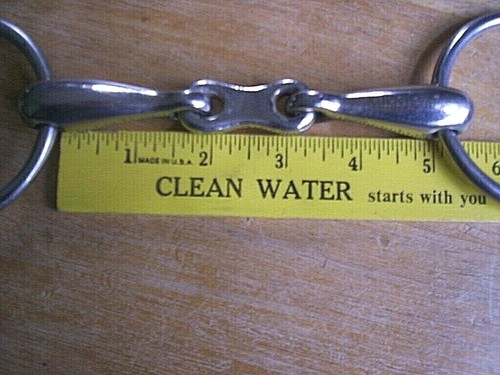 1 MADE IN U.S.A. 2 3 4 5 6
CLEAN WATER starts with you